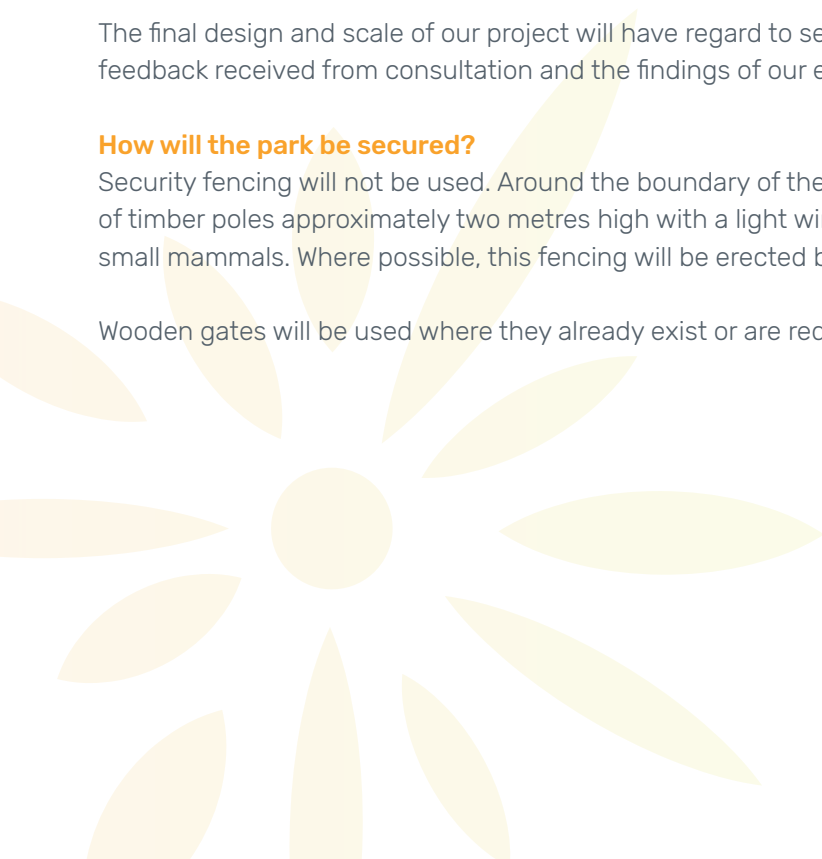 The final design and scale of our project will have regard to
feedback received from consultation and the findings of our
How will the park be secured?
Security fencing will not be used. Around the boundary of the
of timber poles approximately two metres high with a light
small mammals. Where possible, this fencing will be erected
Wooden gates will be used where they already exist or are